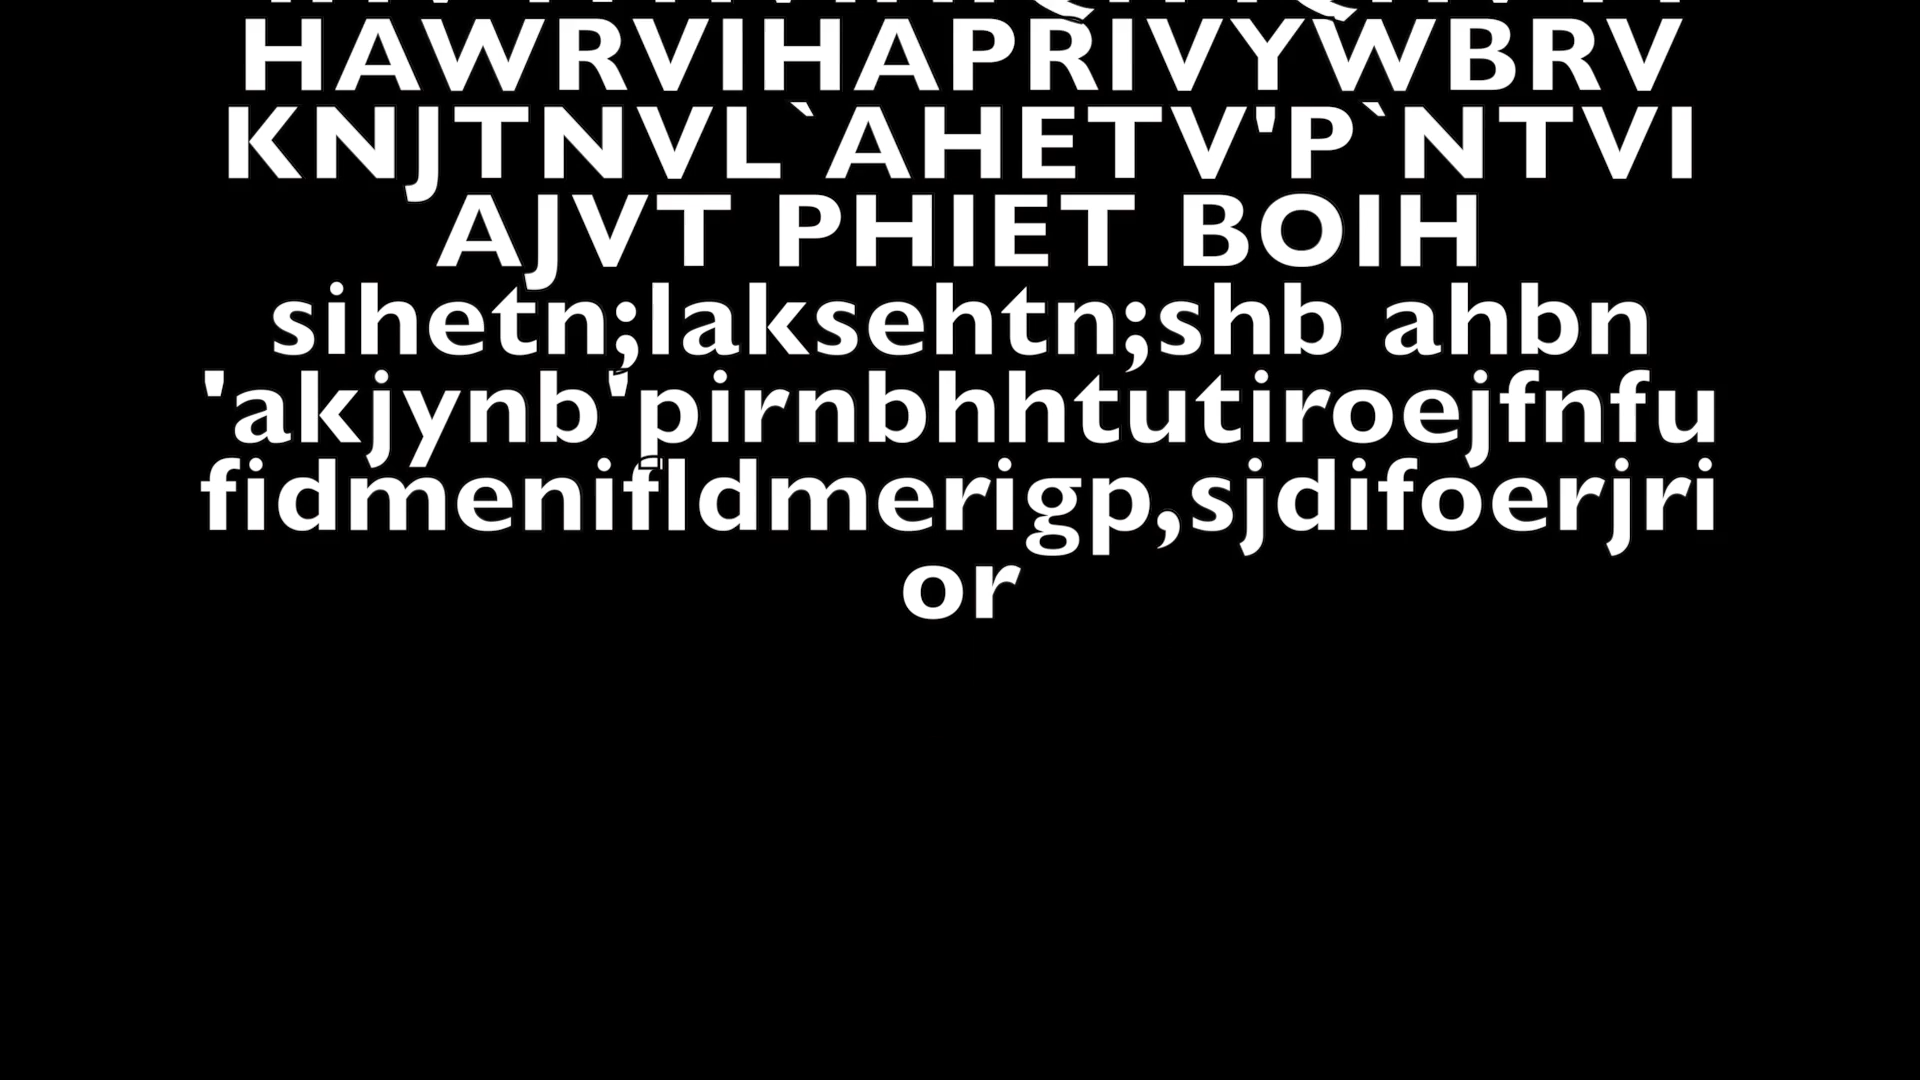 HAWRVIHAPRIVYWBRV
KNJTNVL`AHETV'P`NTVI
AJVT PHIET BOIH
sihetn;laksehtn;shb ahbn
'akjynb'pirnbhhtutiroejfnfu
fidmenifldmerigp,sjdifoerjri
or